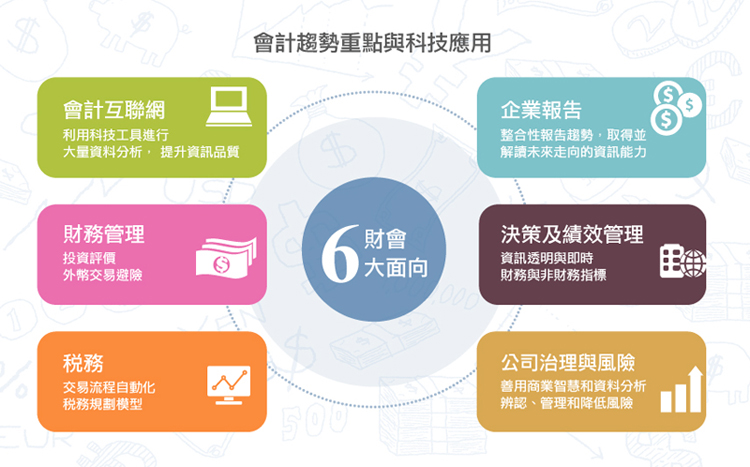 會計趨勢重點與科技應用
會計互聯網
利用科技工具進行
大量資料分析， 提升資訊品質
企業報告
整合性報告趨勢，取得並
解讀未來走向的資訊能力
財務管理
投資評價
外幣交易避險
6 財會
大面向
決策及績效管理
資訊透明與即時
財務與非財務指標
稅務
交易流程自動化
稅務規劃模型
公司治理與風險
善用商業智慧和資料分析
辨認、管理和降低風險
500